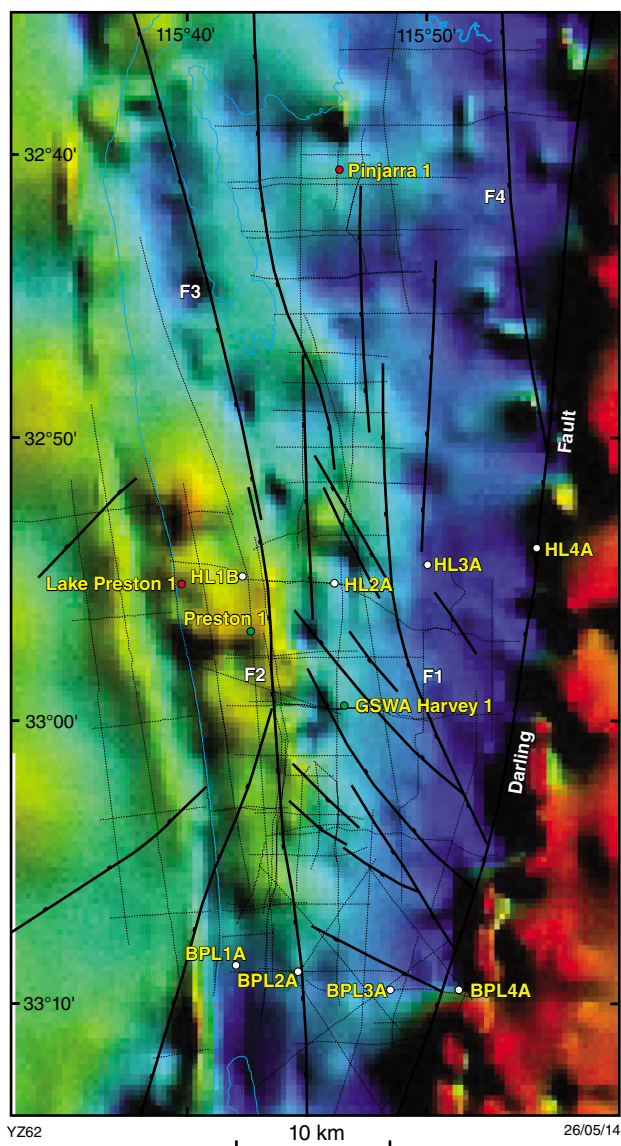 115°40' 115°50'
32°40'
Pinjarra 1
F4
F3
32°50'
Fault
HL4A
HL3A
Lake Preston 1 HL1B HL2A
Preston 1
F2 F1
GSWA Harvey 1
33°00'
Darling
BPL1A
BPL2A BPL3A BPL4A
33°10'
YZ62 10 km 26/05/14